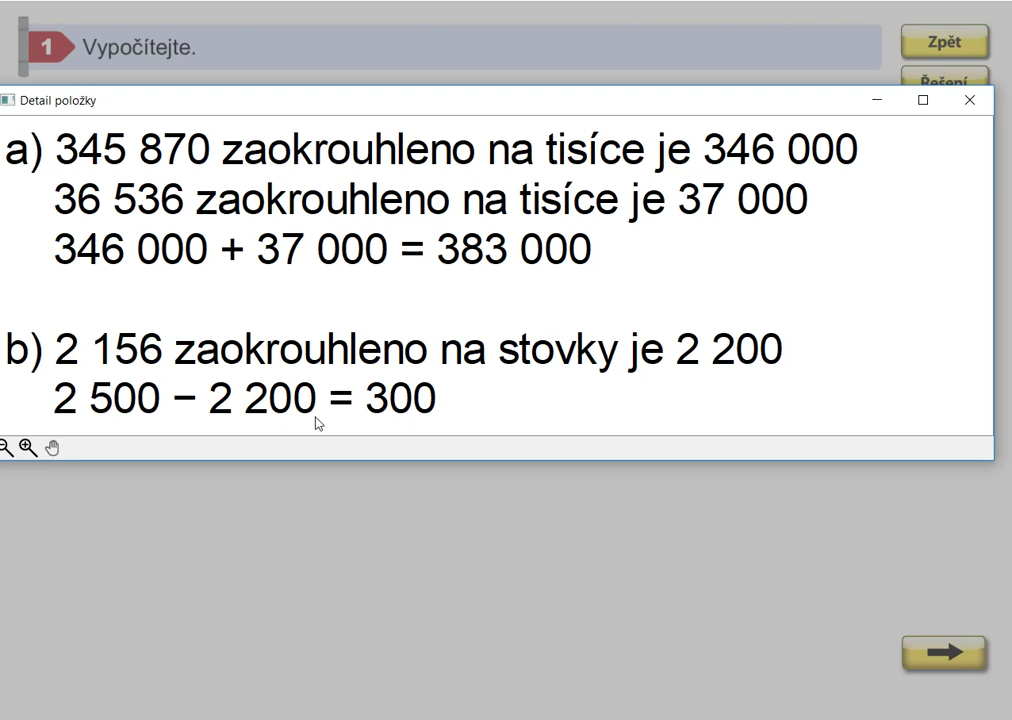 1 Vypočítejte.
Zpět
Řešení
Detail položky
a) 345 870 zaokrouhleno na tisíce je 346 000
36 536 zaokrouhleno na tisíce je 37 000
346 000 + 37 000 = 383 000
b) 2 156 zaokrouhleno na stovky je 2 200
2 500 − 2 200 = 300